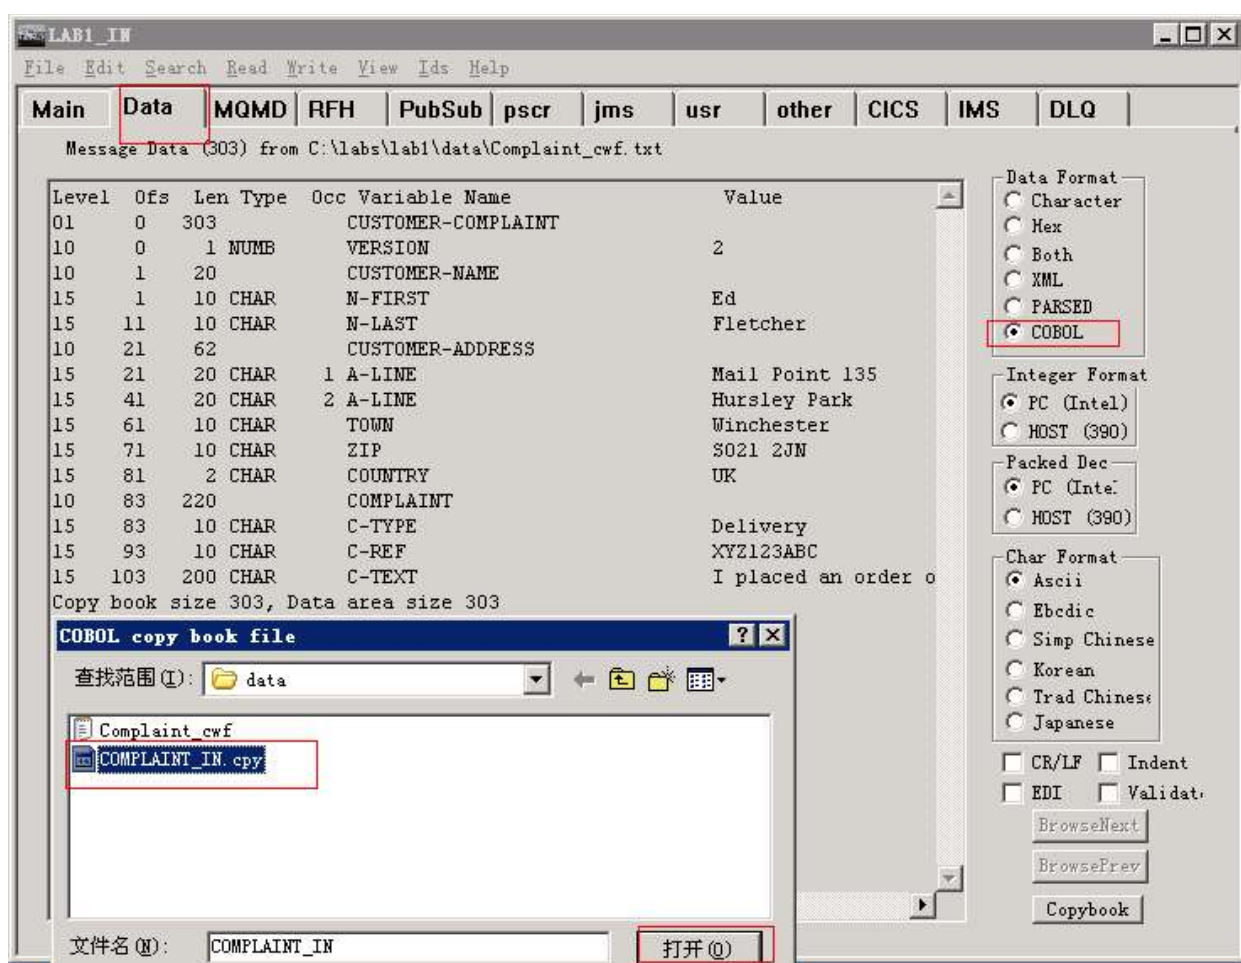 LAB1_IN
File Edit Search Read Write View Ids Help
Main Data MQMD RFH PubSub pscr jms usr other CICS IMS DLQ
Message Data (303) from C:\labs\lab1\data\Complaint_cwf.txt
Level Ofs Len Type Occ Variable Name Value
01 0 303 CUSTOMER-COMPLAINT
10 0 1 NUMB VERSION 2
10 1 20 CUSTOMER-NAME
15 1 10 CHAR N-FIRST Ed
15 11 10 CHAR N-LAST Fletcher
10 21 62 CUSTOMER-ADDRESS
15 21 20 CHAR 1 A-LINE Mail Point 135
15 41 20 CHAR 2 A-LINE Hursley Park
15 61 10 CHAR TOWN Winchester
15 71 10 CHAR ZIP SO21 2JN
15 81 2 CHAR COUNTRY UK
10 83 220 COMPLAINT
15 83 10 CHAR C-TYPE Delivery
15 93 10 CHAR C-REF XYZ123ABC
15 103 200 CHAR C-TEXT I placed an order o
Copy book size 303, Data area size 303
Data Format
Character
Hex
Both
XML
PARSED
COBOL
Integer Format
PC (Intel)
HOST (390)
Packed Dec
PC (Inte
HOST (390)
Char Format
Ascii
Ebcdic
Simp Chinese
Korean
Trad Chinese
Japanese
CR/LF Indent
EDI Validat
BrowseNext
BrowsePrev
Copybook
COBOL copy book file
查找范围(I): data
Complaint_cwf
COMPLAINT_IN.cpy
文件名(N): COMPLAINT_IN 打开(O)